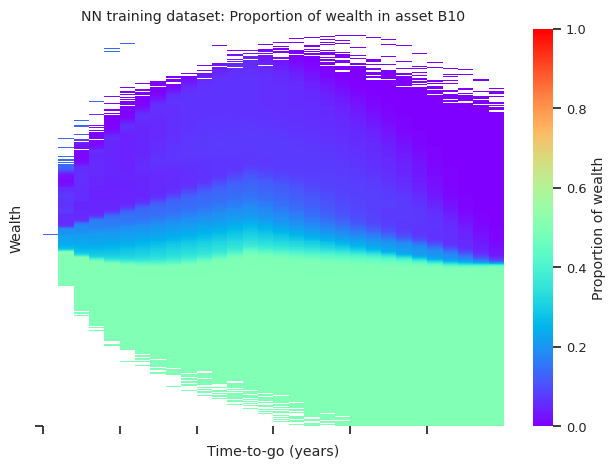 NN training dataset: Proportion of wealth in asset B10
Wealth
Time-to-go (years)
1.0
0.8
0.6
0.4
0.2
0.0
Proportion of wealth